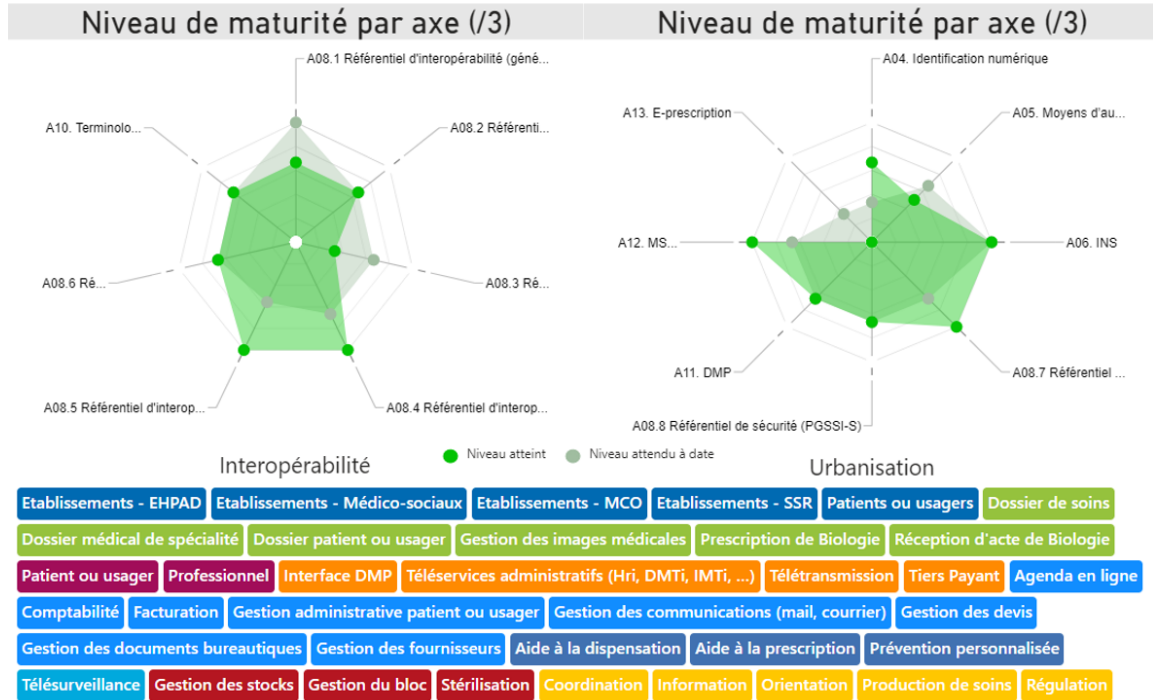 Niveau de maturité par axe (/3)
Niveau de maturité par axe (/3)
A08.1 Référentiel d'interopérabilité (géné...
A10. Terminolo...
A08.2 Référenti...
A08.6 Ré...
A08.3 Ré...
A08.5 Référentiel d'interop...
A08.4 Référentiel d'interop...
A04. Identification numérique
A13. E-prescription
A05. Moyens d'au...
A12. MS...
A06. INS
A11. DMP
A08.7 Référentiel ...
A08.8 Référentiel de sécurité (PGSSI-S)
Interopérabilité
Niveau atteint
Niveau attendu à date
Urbanisation
Etablissements - EHPAD Etablissements - Médico-sociaux Etablissements - MCO Etablissements - SSR Patients ou usagers Dossier de soins
Dossier médical de spécialité Dossier patient ou usager Gestion des images médicales Prescription de Biologie Réception d'acte de Biologie
Patient ou usager Professionnel Interface DMP Téléservices administratifs (Hri, DMTi, IMTi, ...) Télétransmission Tiers Payant Agenda en ligne
Comptabilité Facturation Gestion administrative patient ou usager Gestion des communications (mail, courrier) Gestion des devis
Gestion des documents bureautiques Gestion des fournisseurs Aide à la dispensation Aide à la prescription Prévention personnalisée
Télésurveillance Gestion des stocks Gestion du bloc Stérilisation Coordination Information Orientation Production de soins Régulation